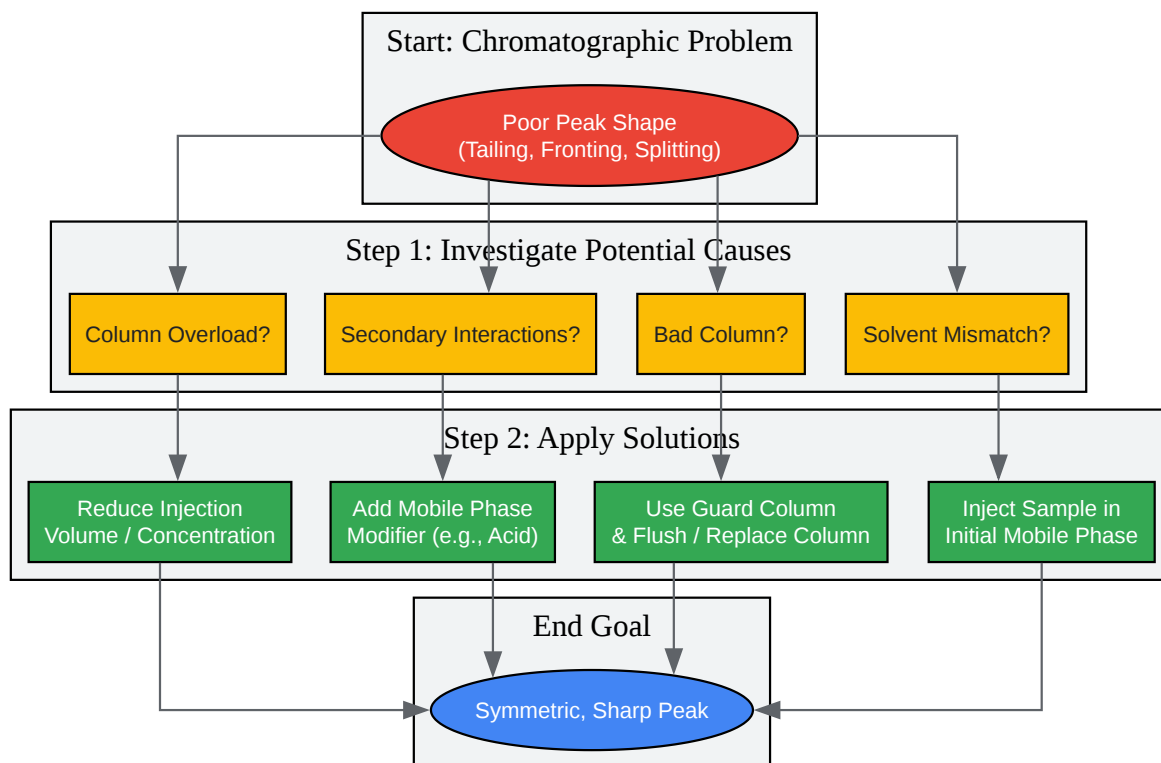 Start: Chromatographic Problem
Poor Peak Shape
(Tailing, Fronting, Splitting)
Step 1: Investigate Potential Causes
Column Overload?
Secondary Interactions?
Bad Column?
Solvent Mismatch?
Step 2: Apply Solutions
Reduce Injection
Volume / Concentration
Add Mobile Phase
Modifier (e.g., Acid)
Use Guard Column
& Flush / Replace Column
Inject Sample in
Initial Mobile Phase
End Goal
Symmetric, Sharp Peak